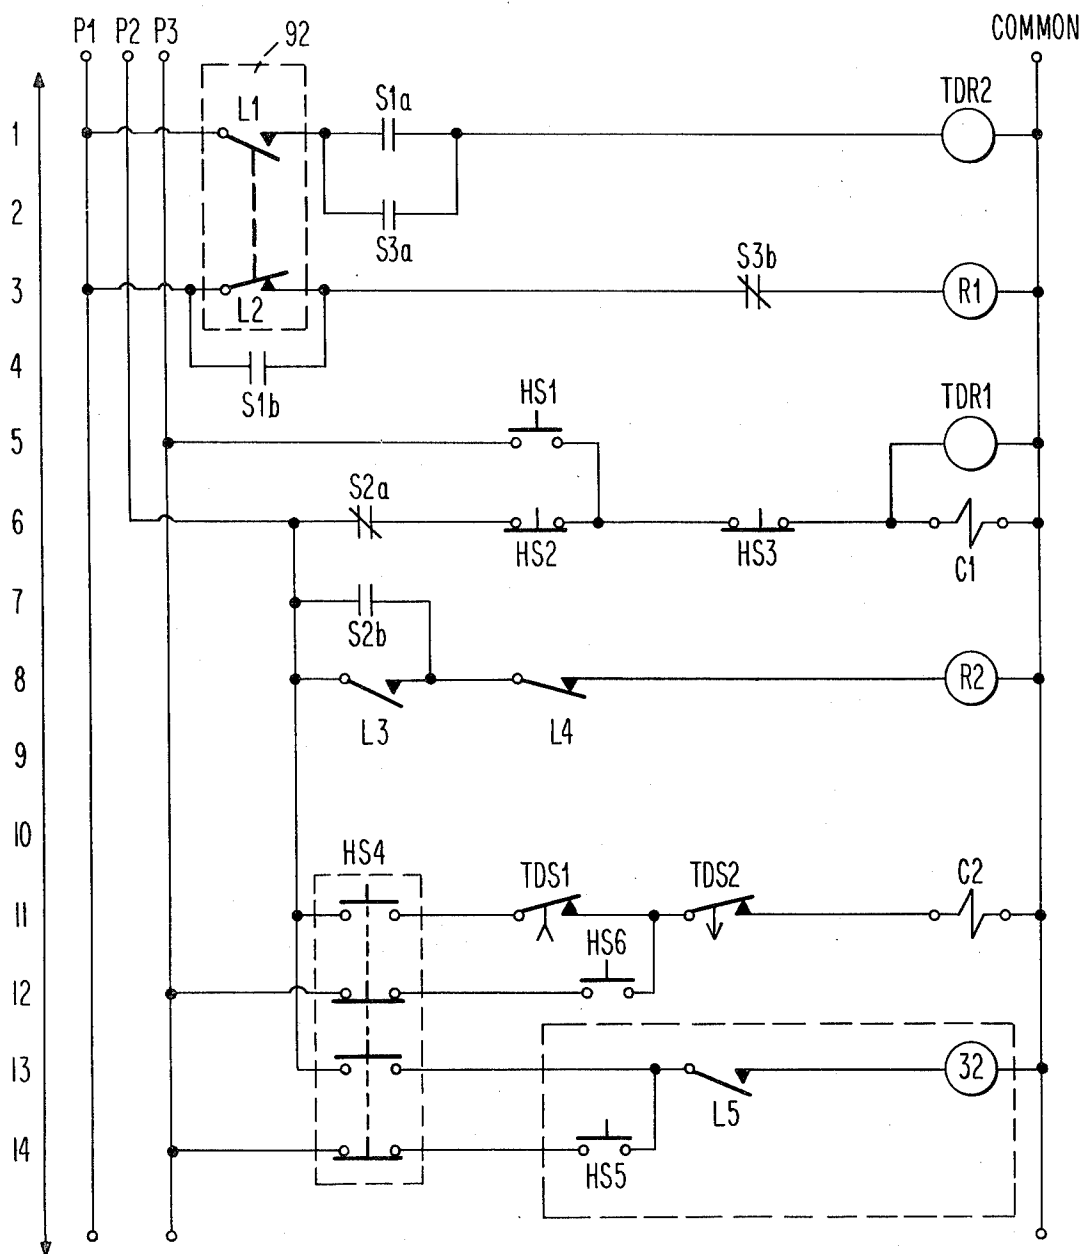 P1 P2 P3 92 COMMON
1 L1 S1a TDR2
2 S3a
3 L2 S3b R1
4 S1b
5 HS1 TDR1
6 S2a HS2 HS3 C1
7 S2b
8 L3 L4 R2
9
10
11 HS4 TDS1 TDS2 C2
12 HS6
13 L5 32
14 HS5